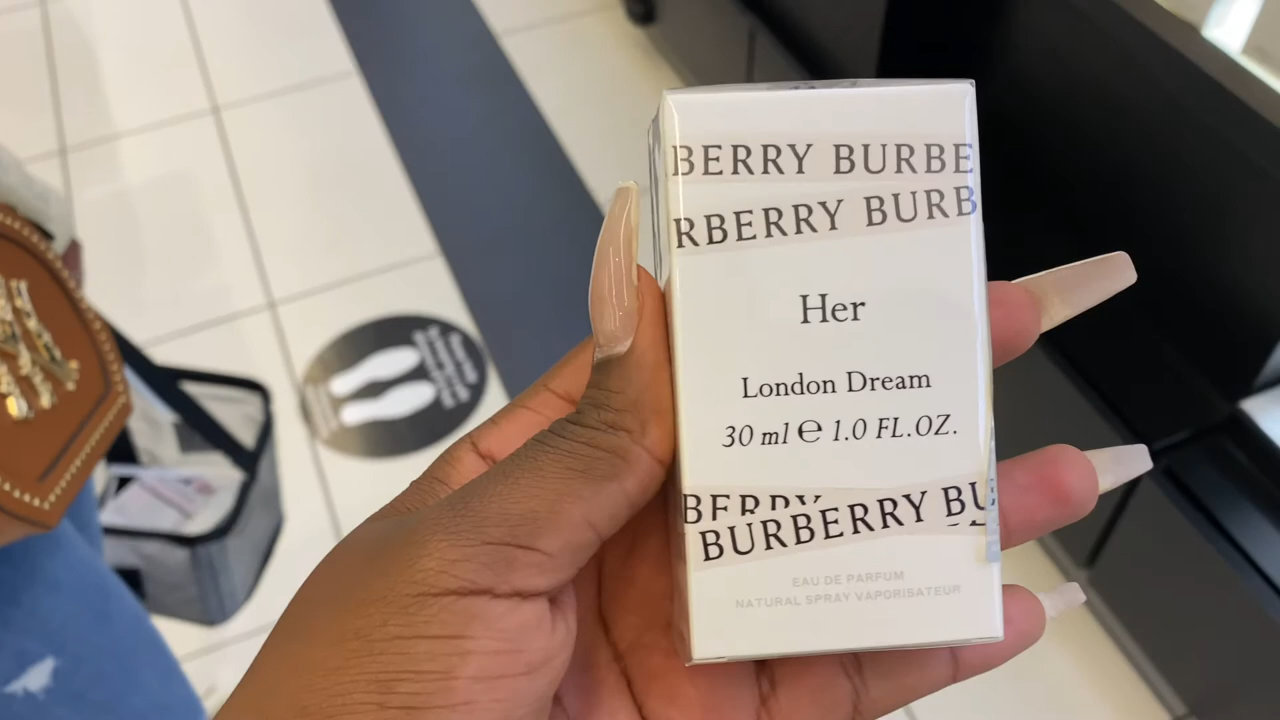 BERRY BURBE
RBERRY BURB
Her
London Dream
30 ml ℮ 1.0 FL.OZ.
BERRY
BURBERRY BU
EAU DE PARFUM
NATURAL SPRAY VAPORISATEUR